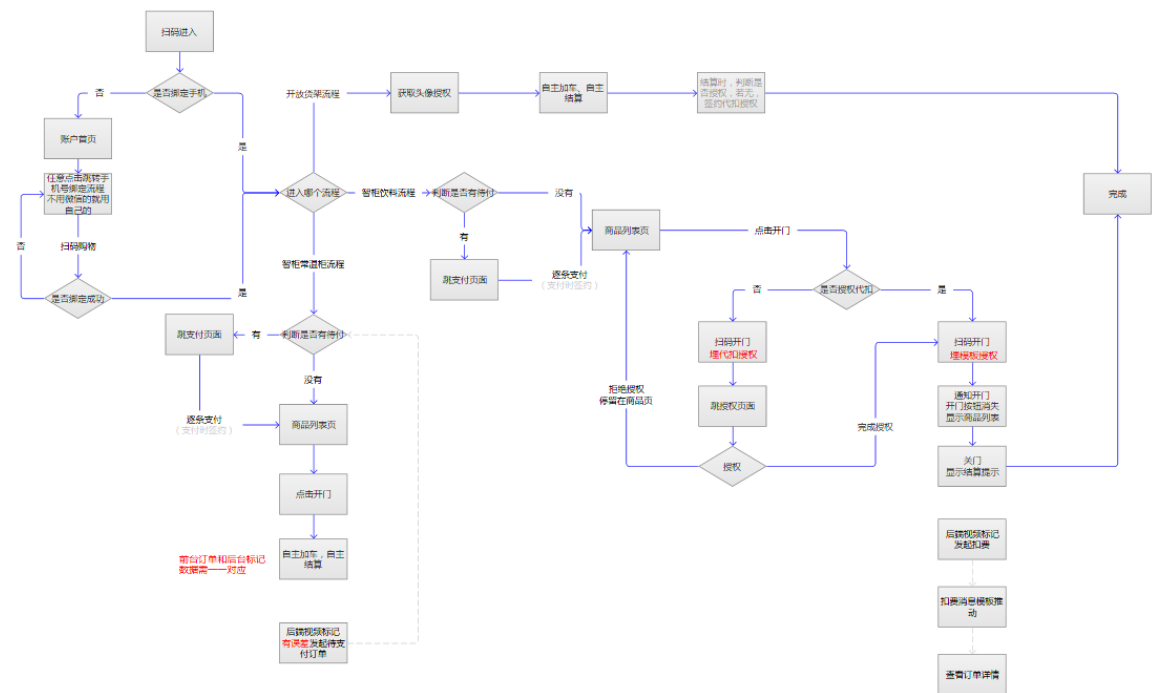 扫码进入
是否绑定手机
否
是
账户首页
任意点击跳转手
机号绑定流程
不用微信的就用
自己的
扫码购物
否
是否绑定成功
是
进入哪个流程
开放货架流程
获取头像授权
自主加车、自主
结算
结算时，判断是
否授权，若无，
签约代扣授权
完成
智柜饮料流程
判断是否有待付
没有
有
跳支付页面
逐条支付
（支付时签约）
商品列表页
点击开门
是否授权代扣
否
是
扫码开门
埋代扣授权
跳授权页面
授权
拒绝授权
停留在商品页
完成授权
扫码开门
埋模板授权
通知开门
开门按钮消失
显示商品列表
关门
显示结算提示
后端视频标记
发起扣费
扣费消息模板推
动
查看订单详情
智柜常温柜流程
判断是否有待付
有
跳支付页面
逐条支付
（支付时签约）
没有
商品列表页
点击开门
自主加车，自主
结算
前台订单和后台标记
数据需一一对应
后端视频标记
有误差发起待支
付订单